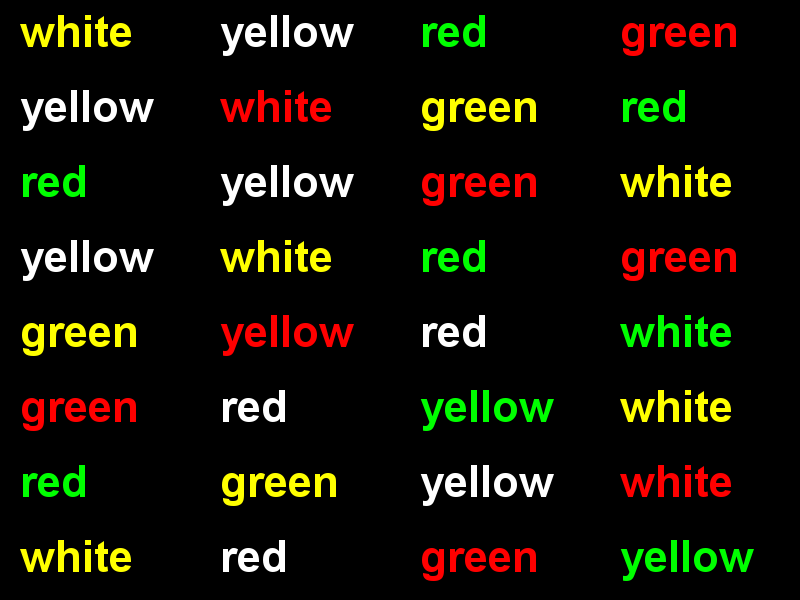 white yellow red green
yellow white green red
red yellow green white
yellow white red green
green yellow red white
green red yellow white
red green yellow white
white red green yellow